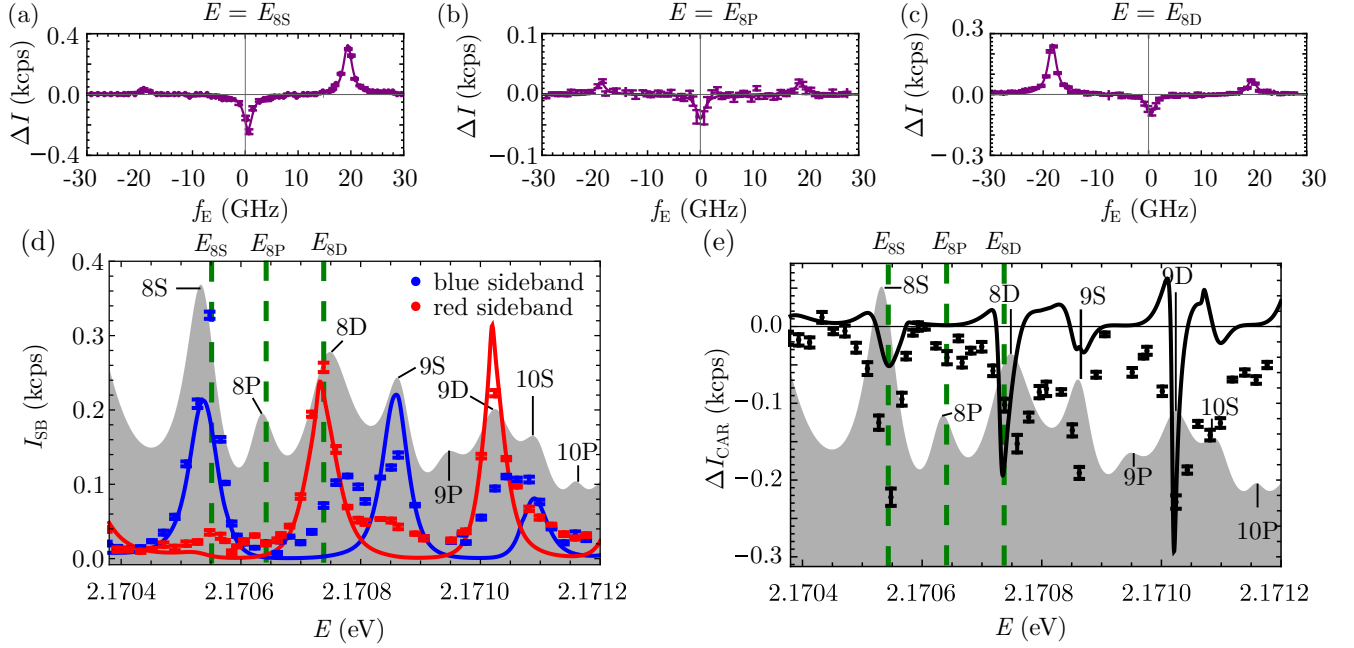 (a)
E = E8S
(b)
E = E8P
(c)
E = E8D
ΔI (kcps)
0.4
0.0
−0.4
-30 -20 -10 0 10 20 30
fE (GHz)
ΔI (kcps)
0.1
0.0
−0.1
-30 -20 -10 0 10 20 30
fE (GHz)
ΔI (kcps)
0.3
0.0
−0.3
-30 -20 -10 0 10 20 30
fE (GHz)
(d)
E8S E8P E8D
ISB (kcps)
0.4
0.3
0.2
0.1
0.0
blue sideband
red sideband
8S
8P
8D
9S
9D
10S
9P
10P
2.1704 2.1706 2.1708 2.1710 2.1712
E (eV)
(e)
E8S E8P E8D
ΔICAR (kcps)
0.0
−0.1
−0.2
−0.3
8S
8D
9S
9D
8P
10S
9P
10P
2.1704 2.1706 2.1708 2.1710 2.1712
E (eV)